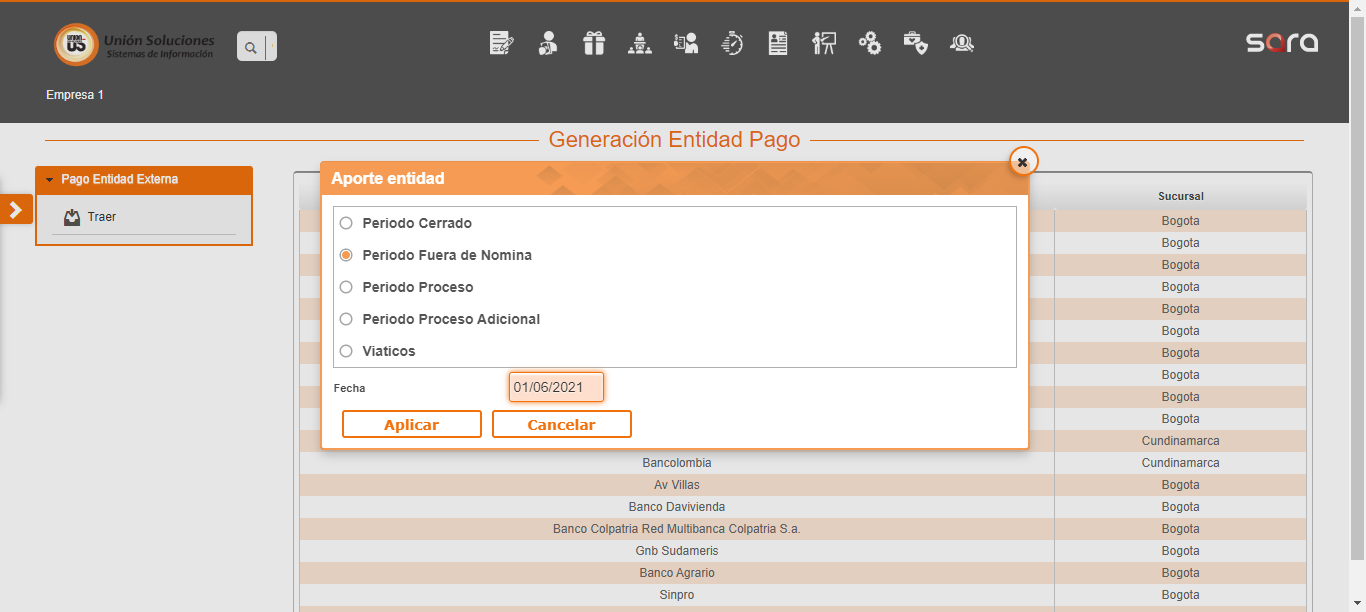 UNION
US
Unión Soluciones
Sistemas de Información
sara
Empresa 1
Generación Entidad Pago
Pago Entidad Externa
Traer
Aporte entidad
Periodo Cerrado
Periodo Fuera de Nomina
Periodo Proceso
Periodo Proceso Adicional
Viaticos
Fecha 01/06/2021
Aplicar Cancelar
Sucursal
Bogota
Bogota
Bogota
Bogota
Bogota
Bogota
Bogota
Bogota
Bogota
Bogota
Cundinamarca
Bancolombia Cundinamarca
Av Villas Bogota
Banco Davivienda Bogota
Banco Colpatria Red Multibanca Colpatria S.a. Bogota
Gnb Sudameris Bogota
Banco Agrario Bogota
Sinpro Bogota